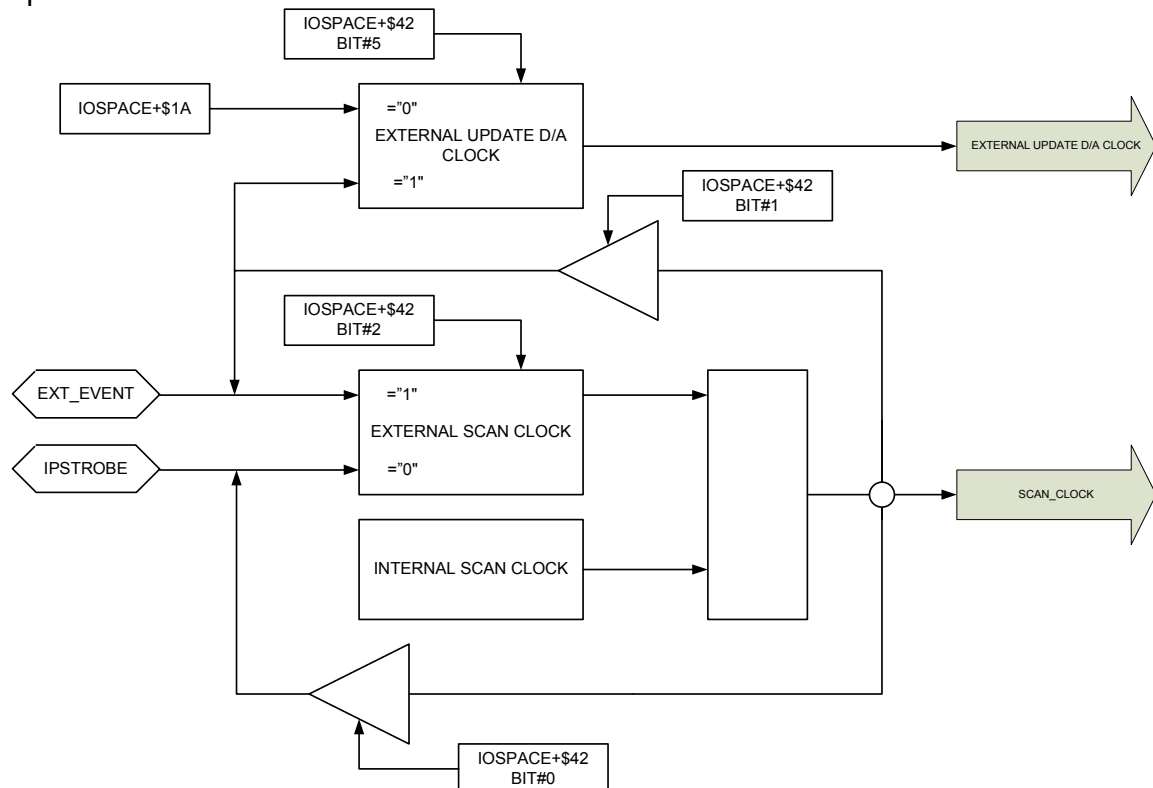 IOSPACE+$42
BIT#5
IOSPACE+$1A
="0"
EXTERNAL UPDATE D/A
CLOCK
="1"
EXTERNAL UPDATE D/A CLOCK
IOSPACE+$42
BIT#1
IOSPACE+$42
BIT#2
EXT_EVENT
="1"
EXTERNAL SCAN CLOCK
IPSTROBE
="0"
SCAN_CLOCK
INTERNAL SCAN CLOCK
IOSPACE+$42
BIT#0